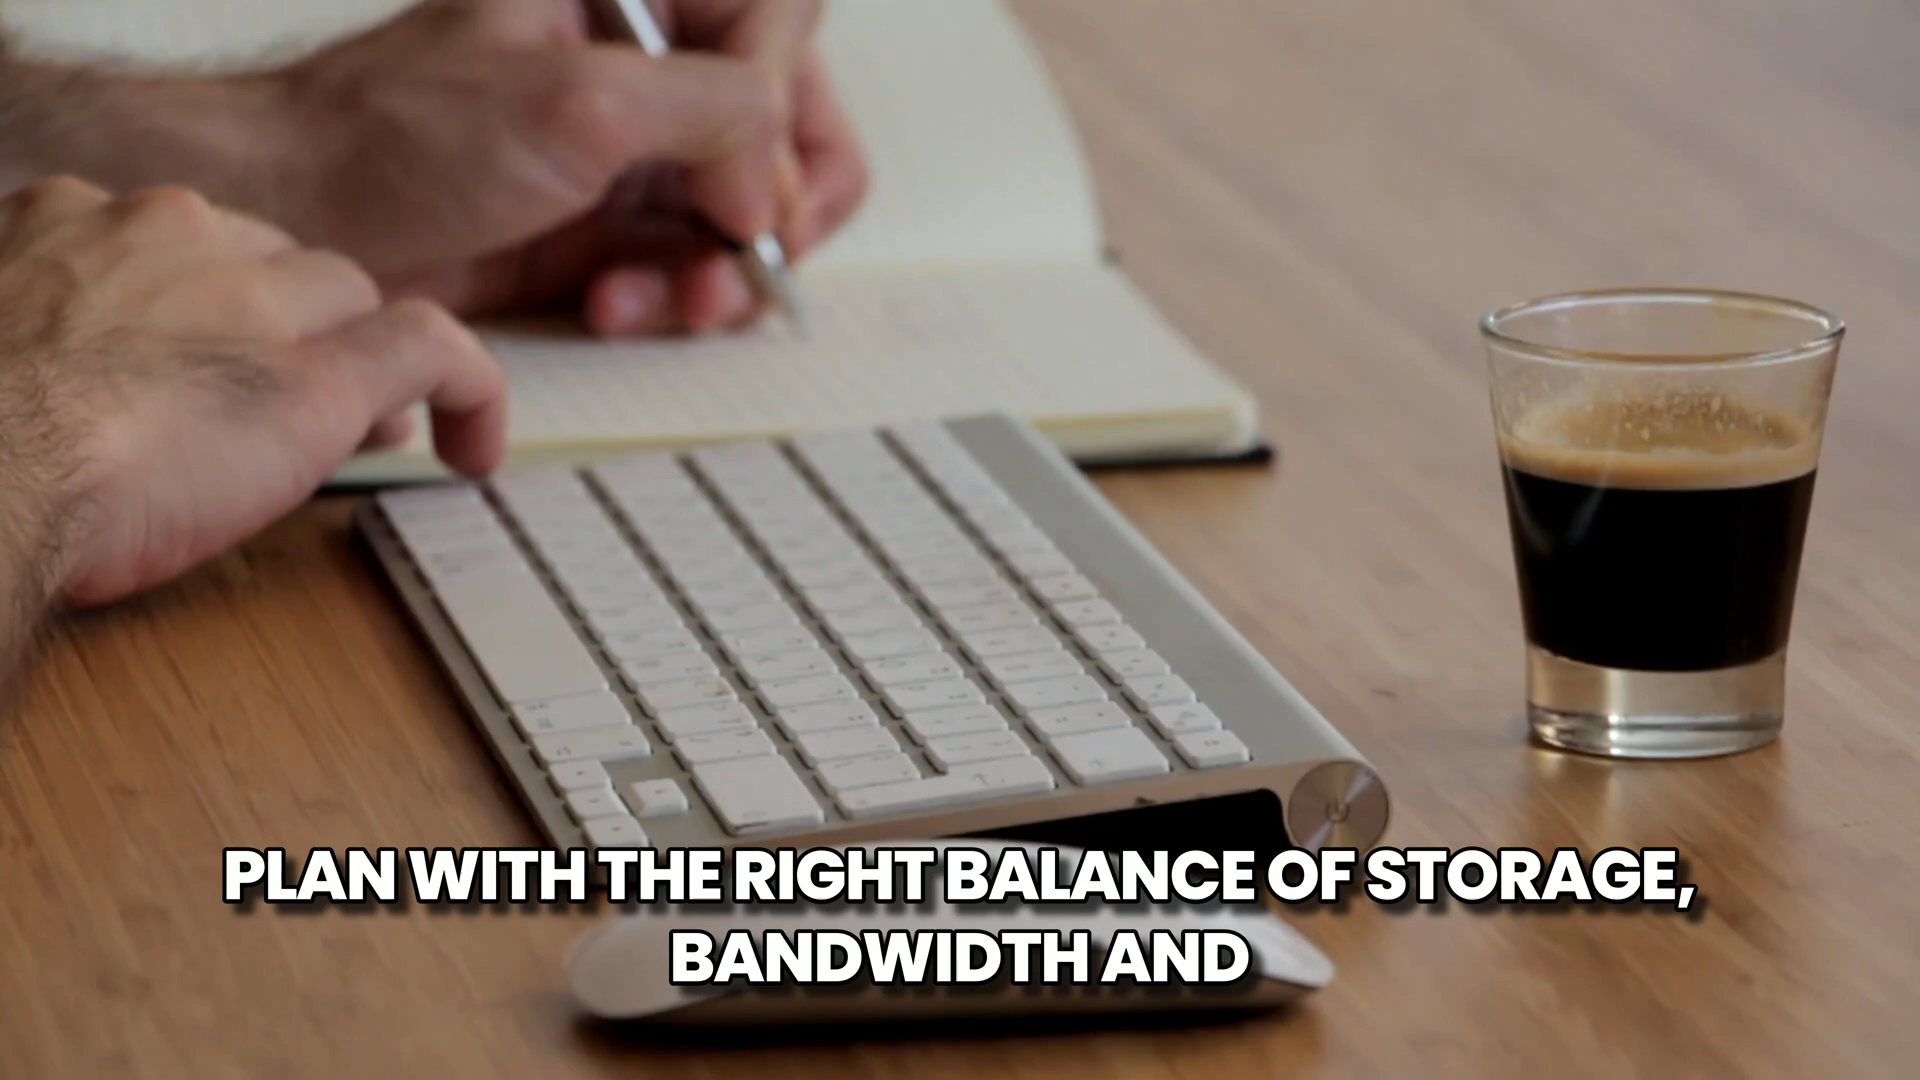 PLAN WITH THE RIGHT BALANCE OF STORAGE,
BANDWIDTH AND